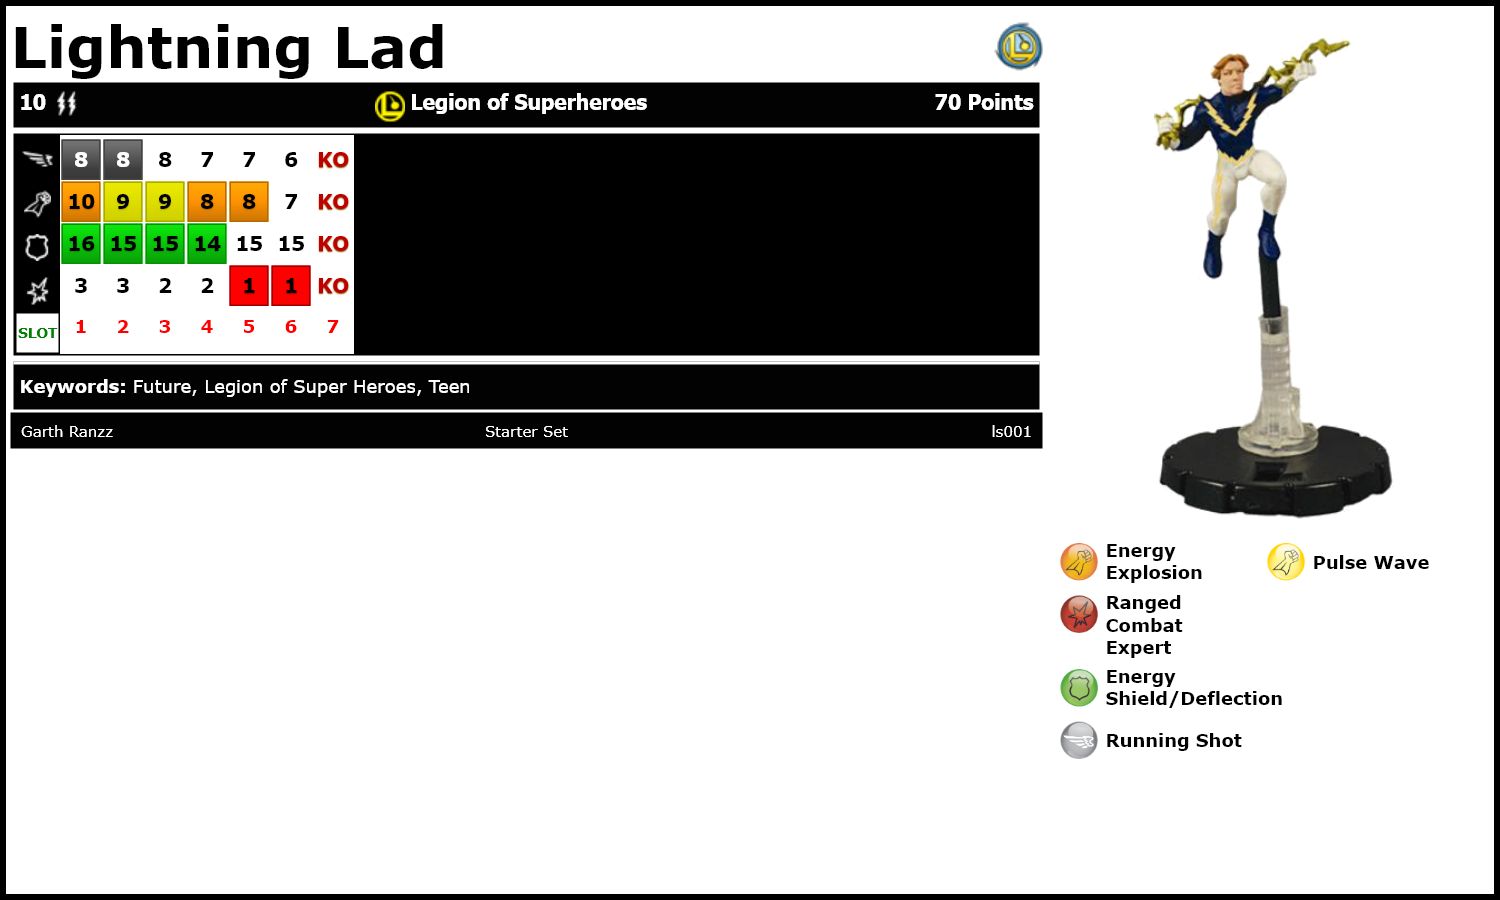 Lightning Lad
10 Legion of Superheroes 70 Points
8 8 8 7 7 6 KO
10 9 9 8 8 7 KO
16 15 15 14 15 15 KO
3 3 2 2 1 1 KO
SLOT 1 2 3 4 5 6 7
Keywords: Future, Legion of Super Heroes, Teen
Garth Ranzz Starter Set ls001
Energy
Explosion
Pulse Wave
Ranged
Combat
Expert
Energy
Shield/Deflection
Running Shot